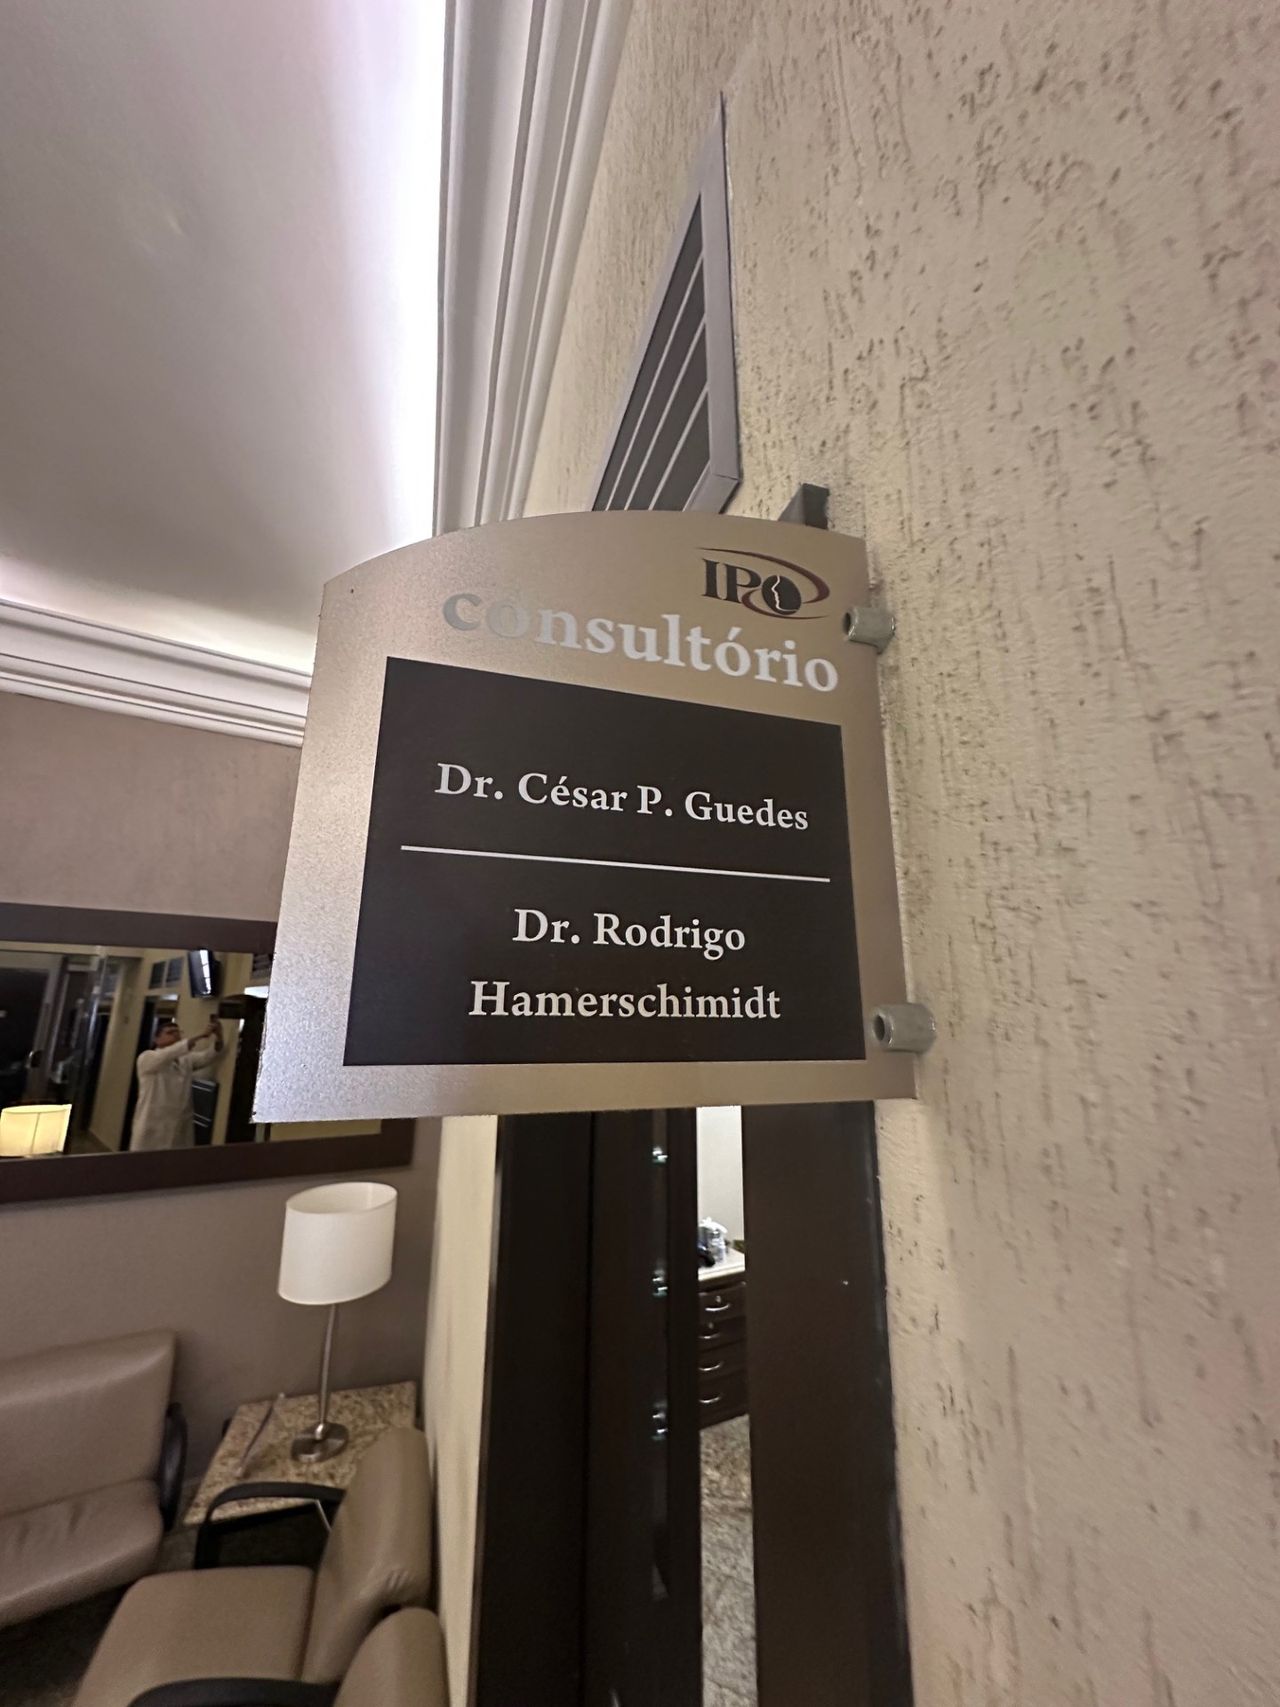 IPO
consultório
Dr. César P. Guedes
Dr. Rodrigo
Hamerschimidt